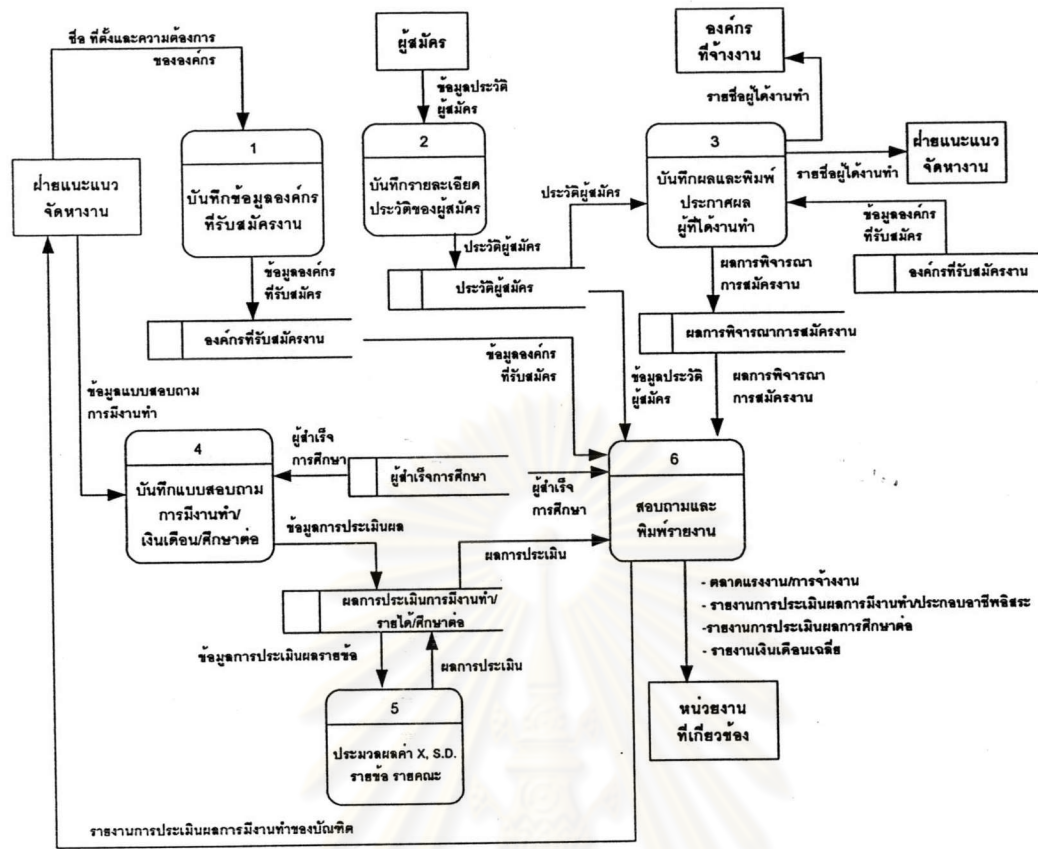 ชื่อ ที่ตั้งและความต้องการ
ขององค์กร
ผู้สมัคร
องค์กร
ที่จ้างงาน
ข้อมูลประวัติ
ผู้สมัคร
รายชื่อผู้ได้งานทำ
1
บันทึกข้อมูลองค์กร
ที่รับสมัครงาน
2
บันทึกรายละเอียด
ประวัติของผู้สมัคร
3
บันทึกผลและพิมพ์
ประกาศผล
ผู้ที่ได้งานทำ
ฝ่ายแนะแนว
จัดหางาน
รายชื่อผู้ได้งานทำ
ฝ่ายแนะแนว
จัดหางาน
ประวัติผู้สมัคร
ข้อมูลองค์กร
ที่รับสมัคร
ประวัติผู้สมัคร
ข้อมูลองค์กร
ที่รับสมัคร
ประวัติผู้สมัคร
ผลการพิจารณา
การสมัครงาน
องค์กรที่รับสมัครงาน
องค์กรที่รับสมัครงาน
ผลการพิจารณาการสมัครงาน
ข้อมูลองค์กร
ที่รับสมัคร
ข้อมูลประวัติ
ผู้สมัคร
ผลการพิจารณา
การสมัครงาน
ข้อมูลแบบสอบถาม
การมีงานทำ
4
บันทึกแบบสอบถาม
การมีงานทำ/
เงินเดือน/ศึกษาต่อ
ผู้สำเร็จ
การศึกษา
ผู้สำเร็จการศึกษา
ผู้สำเร็จ
การศึกษา
6
สอบถามและ
พิมพ์รายงาน
ข้อมูลการประเมินผล
ผลการประเมิน
ผลการประเมินการมีงานทำ/
รายได้/ศึกษาต่อ
- ตลาดแรงงาน/การจ้างงาน
- รายงานการประเมินผลการมีงานทำ/ประกอบอาชีพอิสระ
-รายงานการประเมินผลการศึกษาต่อ
- รายงานเงินเดือนเฉลี่ย
ข้อมูลการประเมินผลรายข้อ
ผลการประเมิน
5
ประมวลผลค่า X, S.D.
รายข้อ รายคณะ
หน่วยงาน
ที่เกี่ยวข้อง
รายงานการประเมินผลการมีงานทำของบัณฑิต